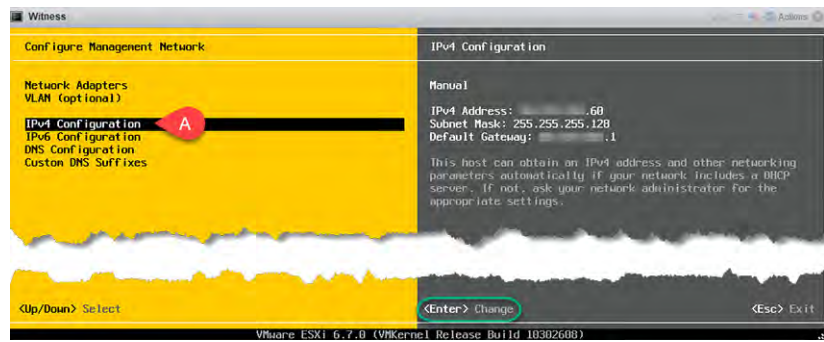 Witness
Actions
Configure Management Network
Network Adapters
VLAN (optional)
IPv4 Configuration
A
IPv6 Configuration
DNS Configuration
Custom DNS Suffixes
IPv4 Configuration
Manual
IPv4 Address: .60
Subnet Mask: 255.255.255.128
Default Gateway: .1
This host can obtain an IPv4 address and other networking
parameters automatically if your network includes a DHCP
server. If not, ask your network administrator for the
appropriate settings.
<Up/Down> Select
<Enter> Change
<Esc> Exit
VMware ESXi 6.7.0 (VMKernel Release Build 10302608)